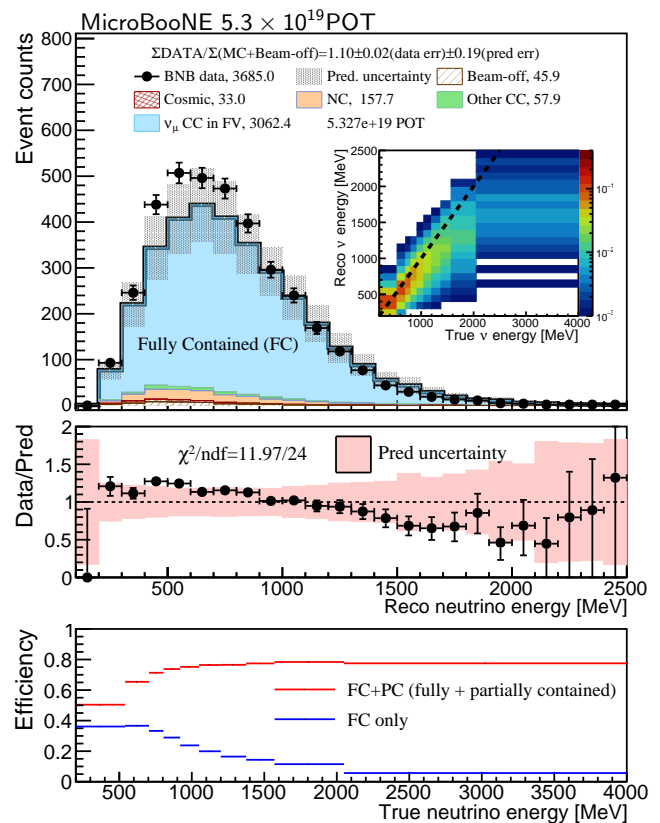 MicroBooNE 5.3 × 10¹⁹POT
ΣDATA/Σ(MC+Beam-off)=1.10±0.02(data err)±0.19(pred err)
BNB data, 3685.0 Pred. uncertainty Beam-off, 45.9
Cosmic, 33.0 NC, 157.7 Other CC, 57.9
ν_μ CC in FV, 3062.4 5.327e+19 POT
Event counts
800
700
600
500
400
300
200
100
0
Fully Contained (FC)
Reco ν energy [MeV]
2500
2000
1500
1000
500
1000 2000 3000 4000
True ν energy [MeV]
10⁻¹
10⁻²
10⁻³
Data/Pred
2
1.5
1
0.5
0
χ²/ndf=11.97/24 Pred uncertainty
500 1000 1500 2000 2500
Reco neutrino energy [MeV]
Efficiency
0.8
0.6
0.4
0.2
0
FC+PC (fully + partially contained)
FC only
500 1000 1500 2000 2500 3000 3500 4000
True neutrino energy [MeV]